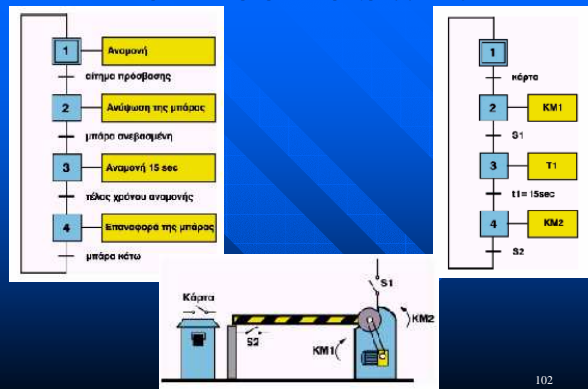 1
Αναμονή
αίτημα πρόσβασης
2
Ανύψωση της μπάρας
μπάρα ανεβασμένη
3
Αναμονή 15 sec
τέλος χρόνου αναμονής
4
Επαναφορά της μπάρας
μπάρα κάτω
1
κάρτα
2
KM1
S1
3
T1
t1= 15sec
4
KM2
S2
Κάρτα
S1
S2
KM1
KM2
102